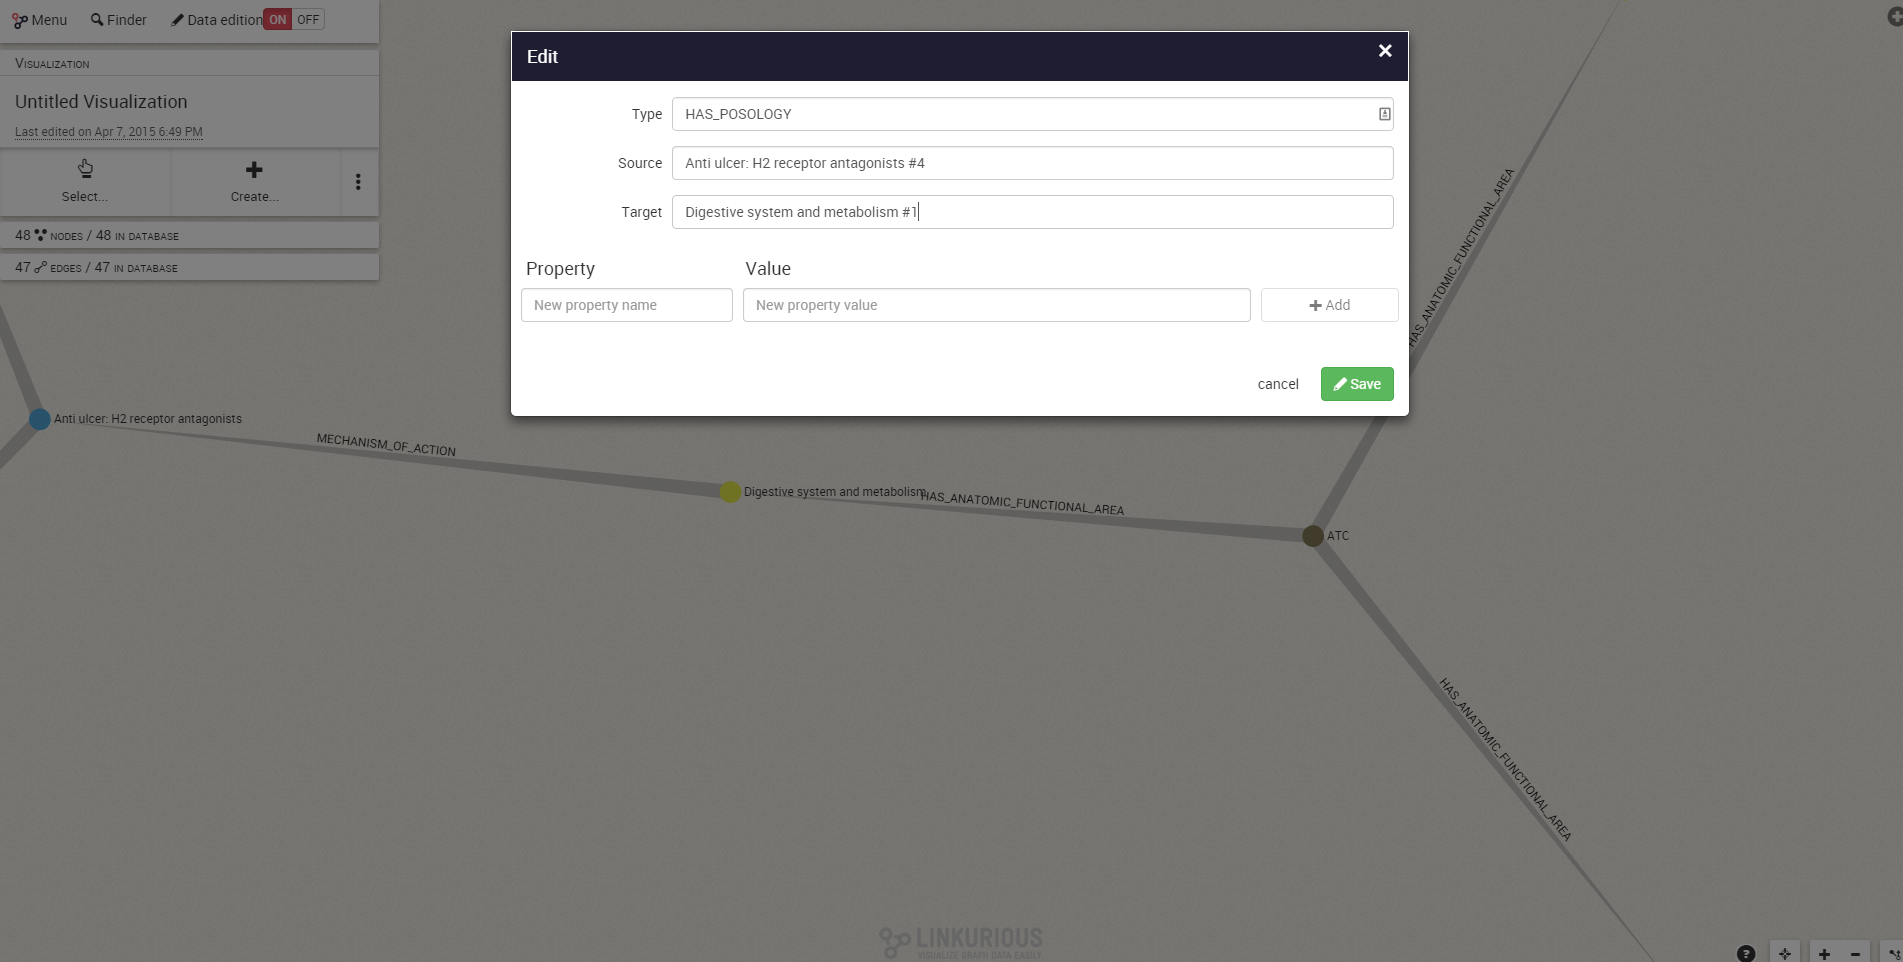 Menu
Finder
Data edition
ON
OFF
Visualization
Untitled Visualization
Last edited on Apr 7, 2015 6:49 PM
Select...
Create...
48 nodes / 48 in database
47 edges / 47 in database
Edit
Type
HAS_POSOLOGY
Source
Anti ulcer: H2 receptor antagonists #4
Target
Digestive system and metabolism #1
Property
Value
New property name
New property value
Add
cancel
Save
HAS_ANATOMIC_FUNCTIONAL_AREA
Anti ulcer: H2 receptor antagonists
MECHANISM_OF_ACTION
Digestive system and metabolism
HAS_ANATOMIC_FUNCTIONAL_AREA
ATC
HAS_ANATOMIC_FUNCTIONAL_AREA
LINKURIOUS
VISUALIZE GRAPH DATA EASILY.